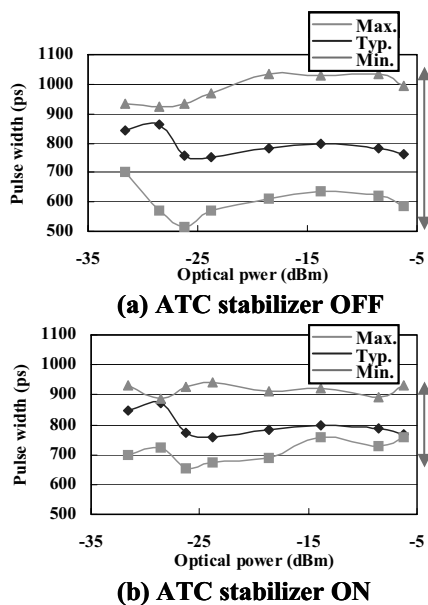 Max.
Typ.
Min.
1100
1000
900
800
700
600
500
Pulse width (ps)
-35
-25
-15
-5
Optical power (dBm)
(a) ATC stabilizer OFF
Max.
Typ.
Min.
1100
1000
900
800
700
600
500
Pulse width (ps)
-35
-25
-15
-5
Optical power (dBm)
(b) ATC stabilizer ON